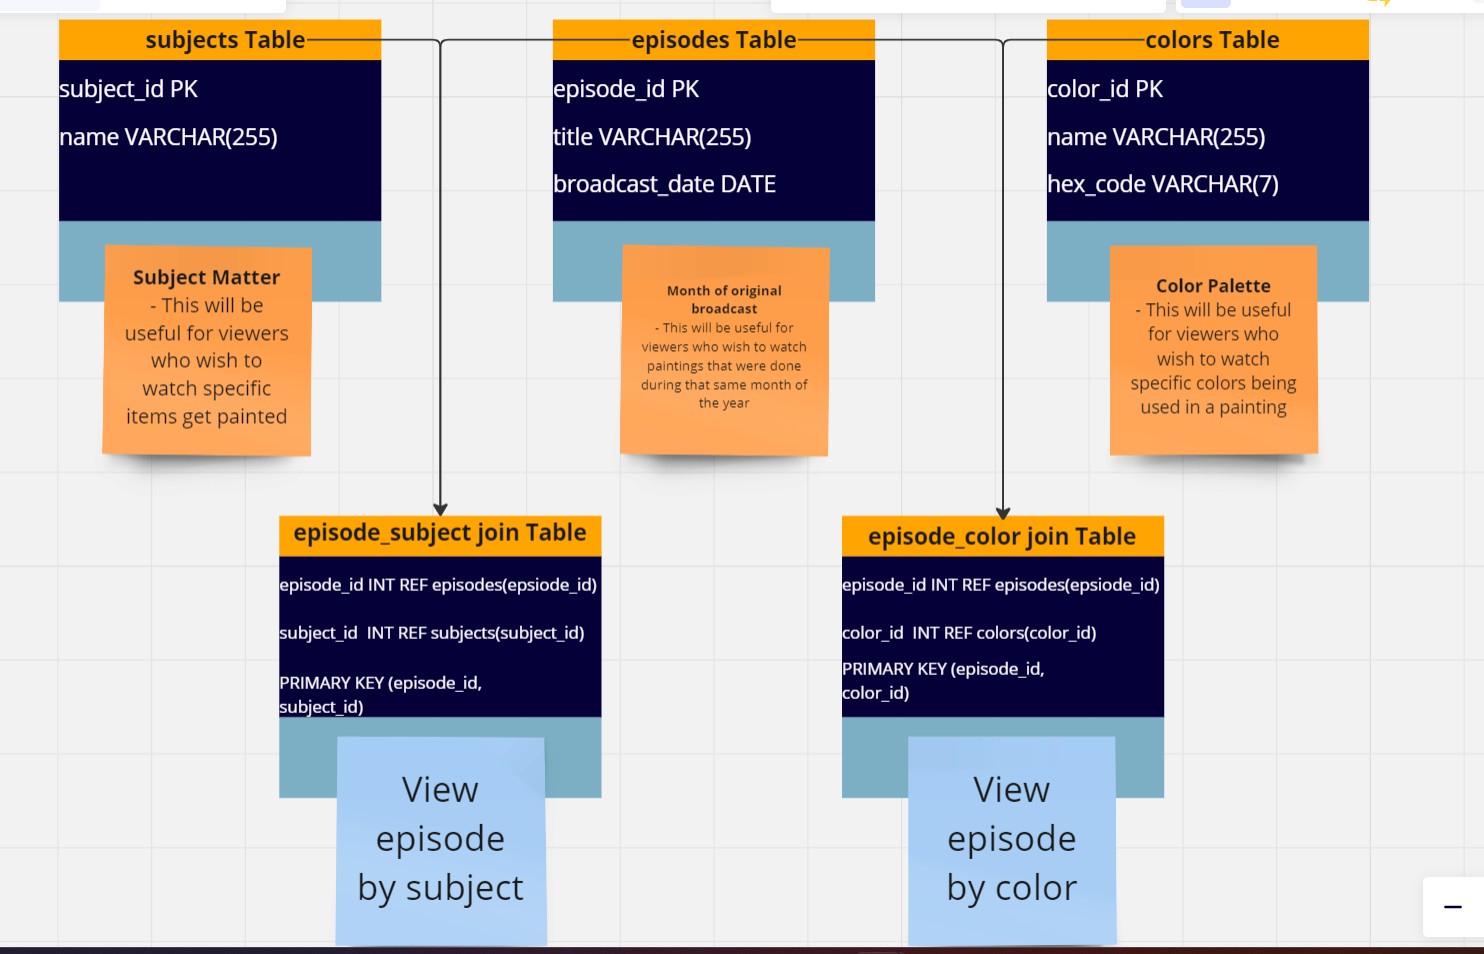 subjects Table
subject_id PK
name VARCHAR(255)
episodes Table
episode_id PK
title VARCHAR(255)
broadcast_date DATE
colors Table
color_id PK
name VARCHAR(255)
hex_code VARCHAR(7)
Subject Matter
- This will be
useful for viewers
who wish to
watch specific
items get painted
Month of original
broadcast
- This will be useful for
viewers who wish to watch
paintings that were done
during that same month of
the year
Color Palette
- This will be useful
for viewers who
wish to watch
specific colors being
used in a painting
episode_subject join Table
episode_id INT REF episodes(epsiode_id)
subject_id  INT REF subjects(subject_id)
PRIMARY KEY (episode_id,
subject_id)
episode_color join Table
episode_id INT REF episodes(epsiode_id)
color_id  INT REF colors(color_id)
PRIMARY KEY (episode_id,
color_id)
View
episode
by subject
View
episode
by color